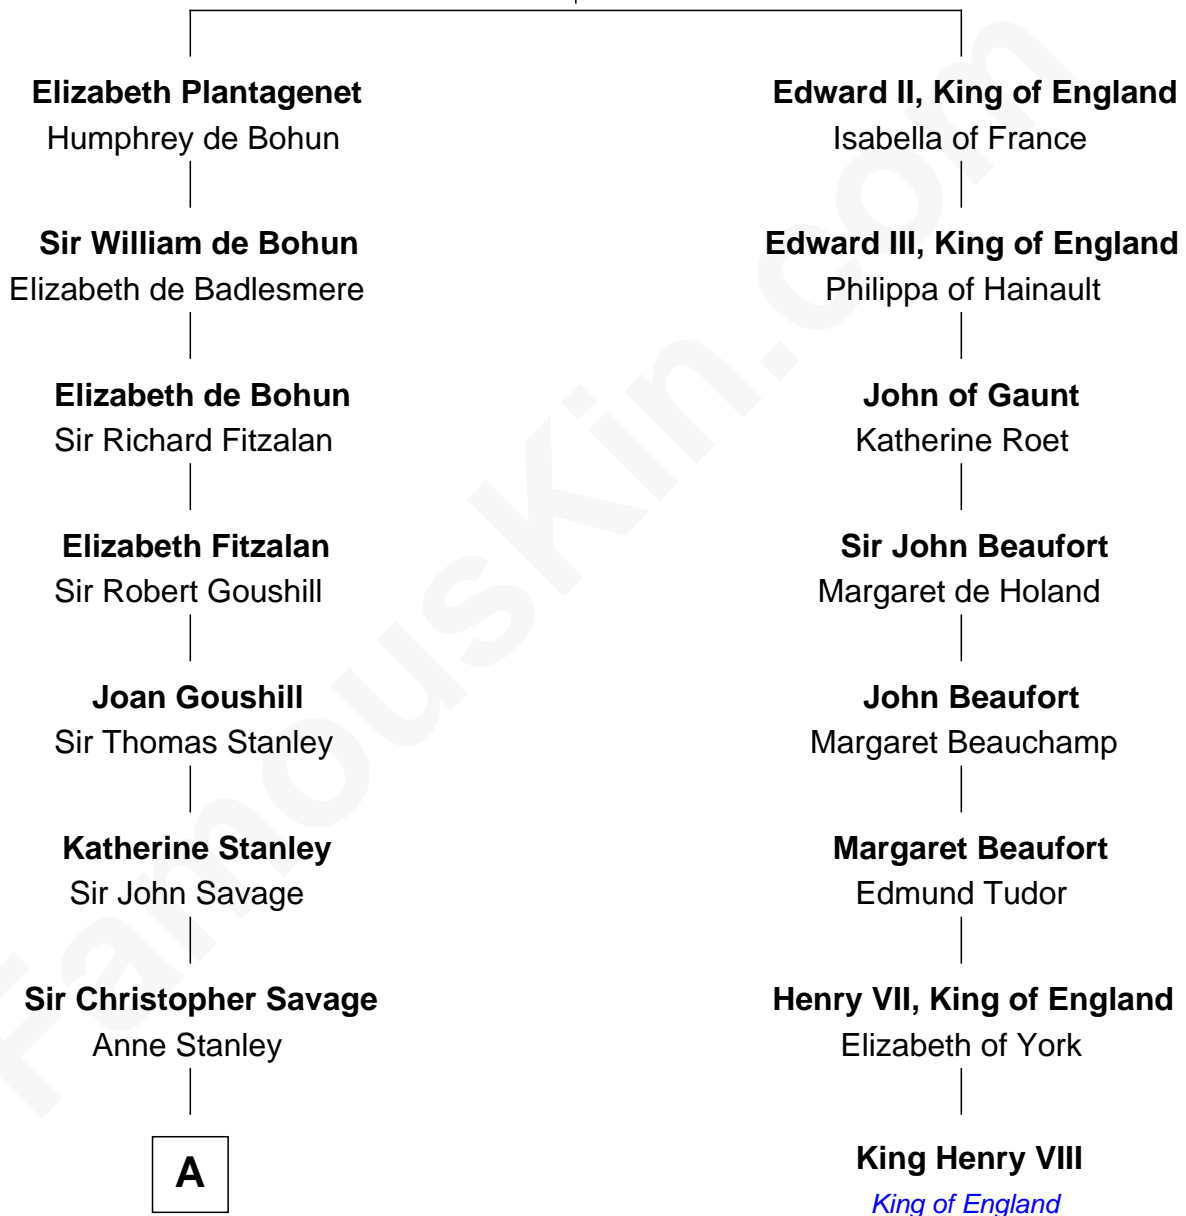 Elizabeth Plantagenet
Humphrey de Bohun
Sir William de Bohun
Elizabeth de Badlesmere
Elizabeth de Bohun
Sir Richard Fitzalan
Elizabeth Fitzalan
Sir Robert Goushill
Joan Goushill
Sir Thomas Stanley
Katherine Stanley
Sir John Savage
Sir Christopher Savage
Anne Stanley
A
Edward II, King of England
Isabella of France
Edward III, King of England
Philippa of Hainault
John of Gaunt
Katherine Roet
Sir John Beaufort
Margaret de Holand
John Beaufort
Margaret Beauchamp
Margaret Beaufort
Edmund Tudor
Henry VII, King of England
Elizabeth of York
King Henry VIII
King of England
FamousKin.com